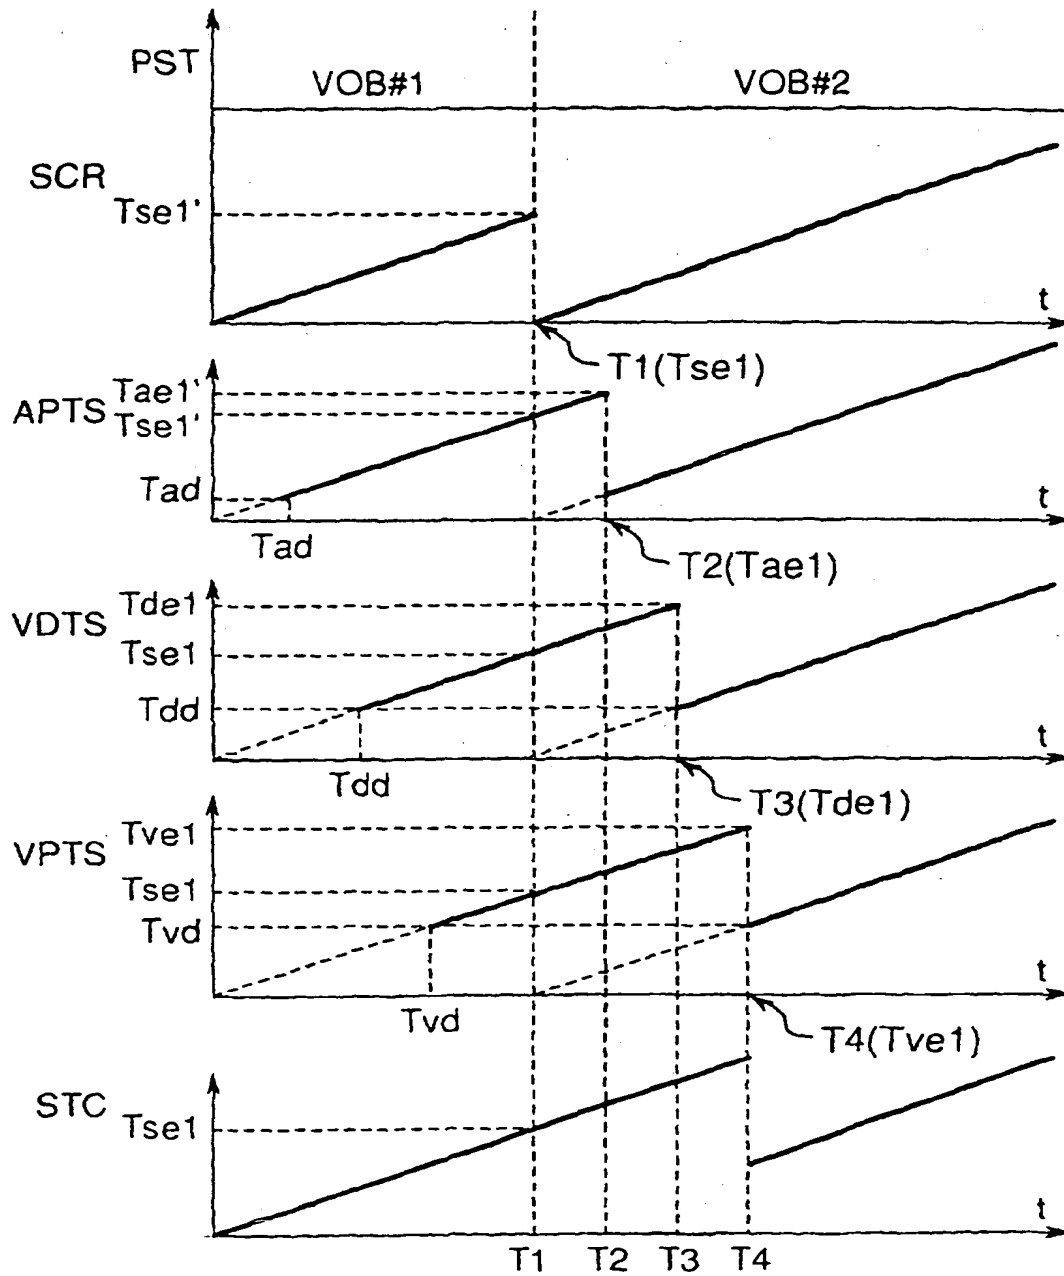 PST
VOB#1
VOB#2
SCR
Tse1'
t
T1(Tse1)
APTS
Tae1'
Tse1'
Tad
t
Tad
T2(Tae1)
VDTS
Tde1
Tse1
Tdd
t
Tdd
T3(Tde1)
VPTS
Tve1
Tse1
Tvd
t
Tvd
T4(Tve1)
STC
Tse1
t
T1
T2
T3
T4